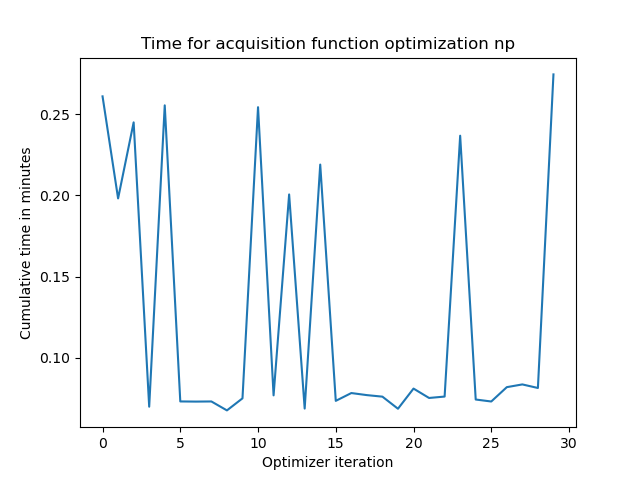 Time for acquisition function optimization np
Cumulative time in minutes
0.25
0.20
0.15
0.10
0 5 10 15 20 25 30
Optimizer iteration